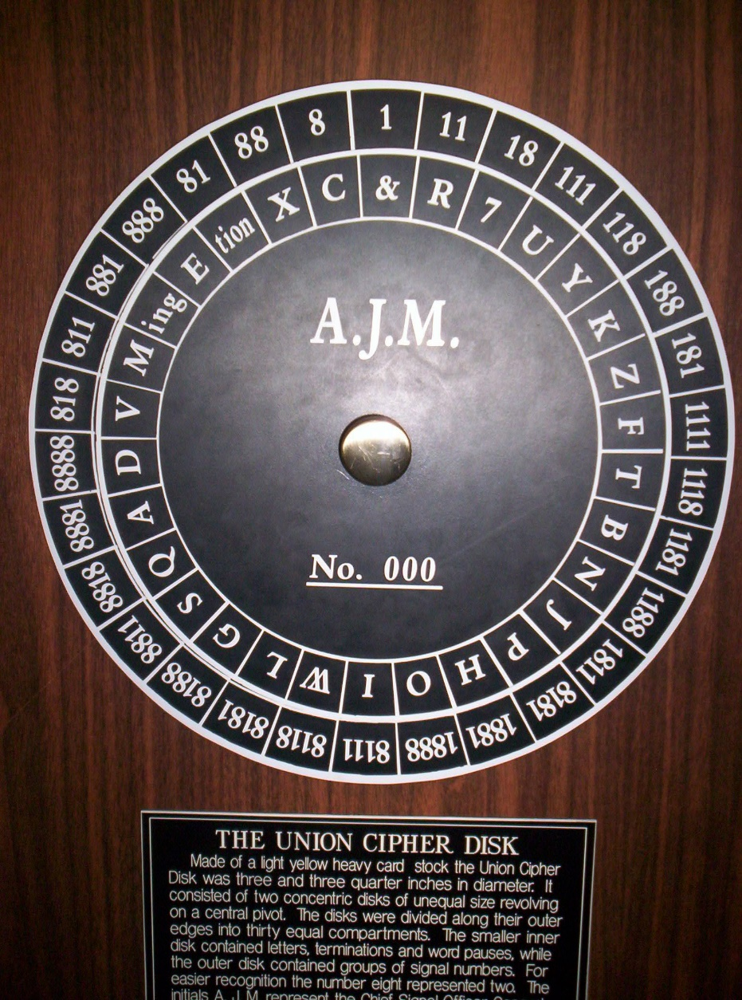 1 11 18 111 118 188 181 1111 1118 1181 1188 1811 1818 1881 1888 8111 8118 8181 8188 8811 8818 8881 8888 818 811 881 888 81 88 8
& R 7 U Y K Z F T B N J P H O I W L G S Q A D V M ing E tion X C
A.J.M.
No. 000
THE UNION CIPHER DISK
Made of a light yellow heavy card stock the Union Cipher
Disk was three and three quarter inches in diameter. It
consisted of two concentric disks of unequal size revolving
on a central pivot. The disks were divided along their outer
edges into thirty equal compartments. The smaller inner
disk contained letters, terminations and word pauses, while
the outer disk contained groups of signal numbers. For
easier recognition the number eight represented two. The
initials A. J. M. represent the Chief Signal Officer